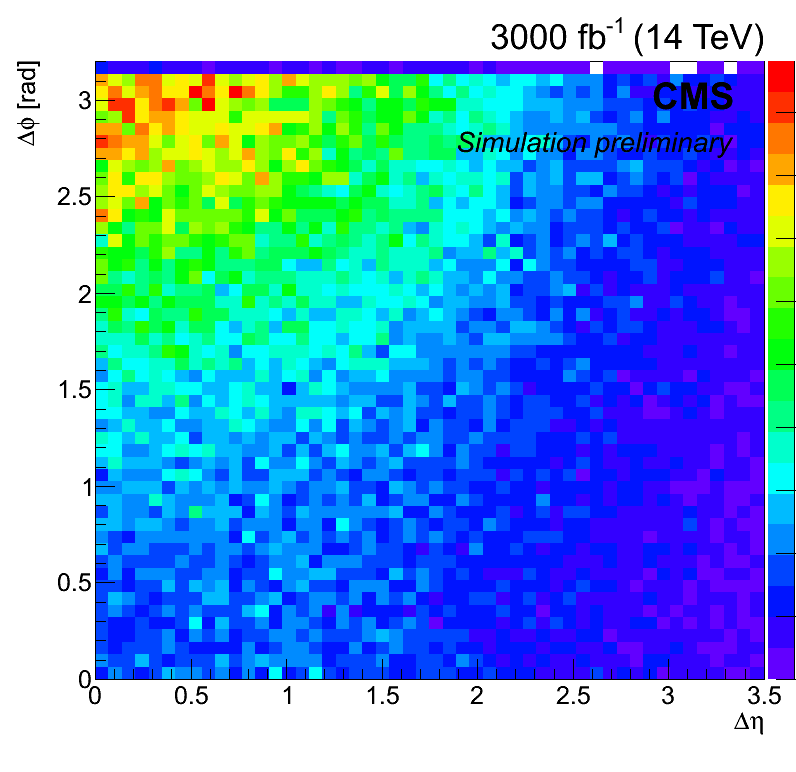 3000 fb-1 (14 TeV)
Δϕ [rad]
CMS
Simulation preliminary
3
2.5
2
1.5
1
0.5
0
0 0.5 1 1.5 2 2.5 3 3.5
Δη